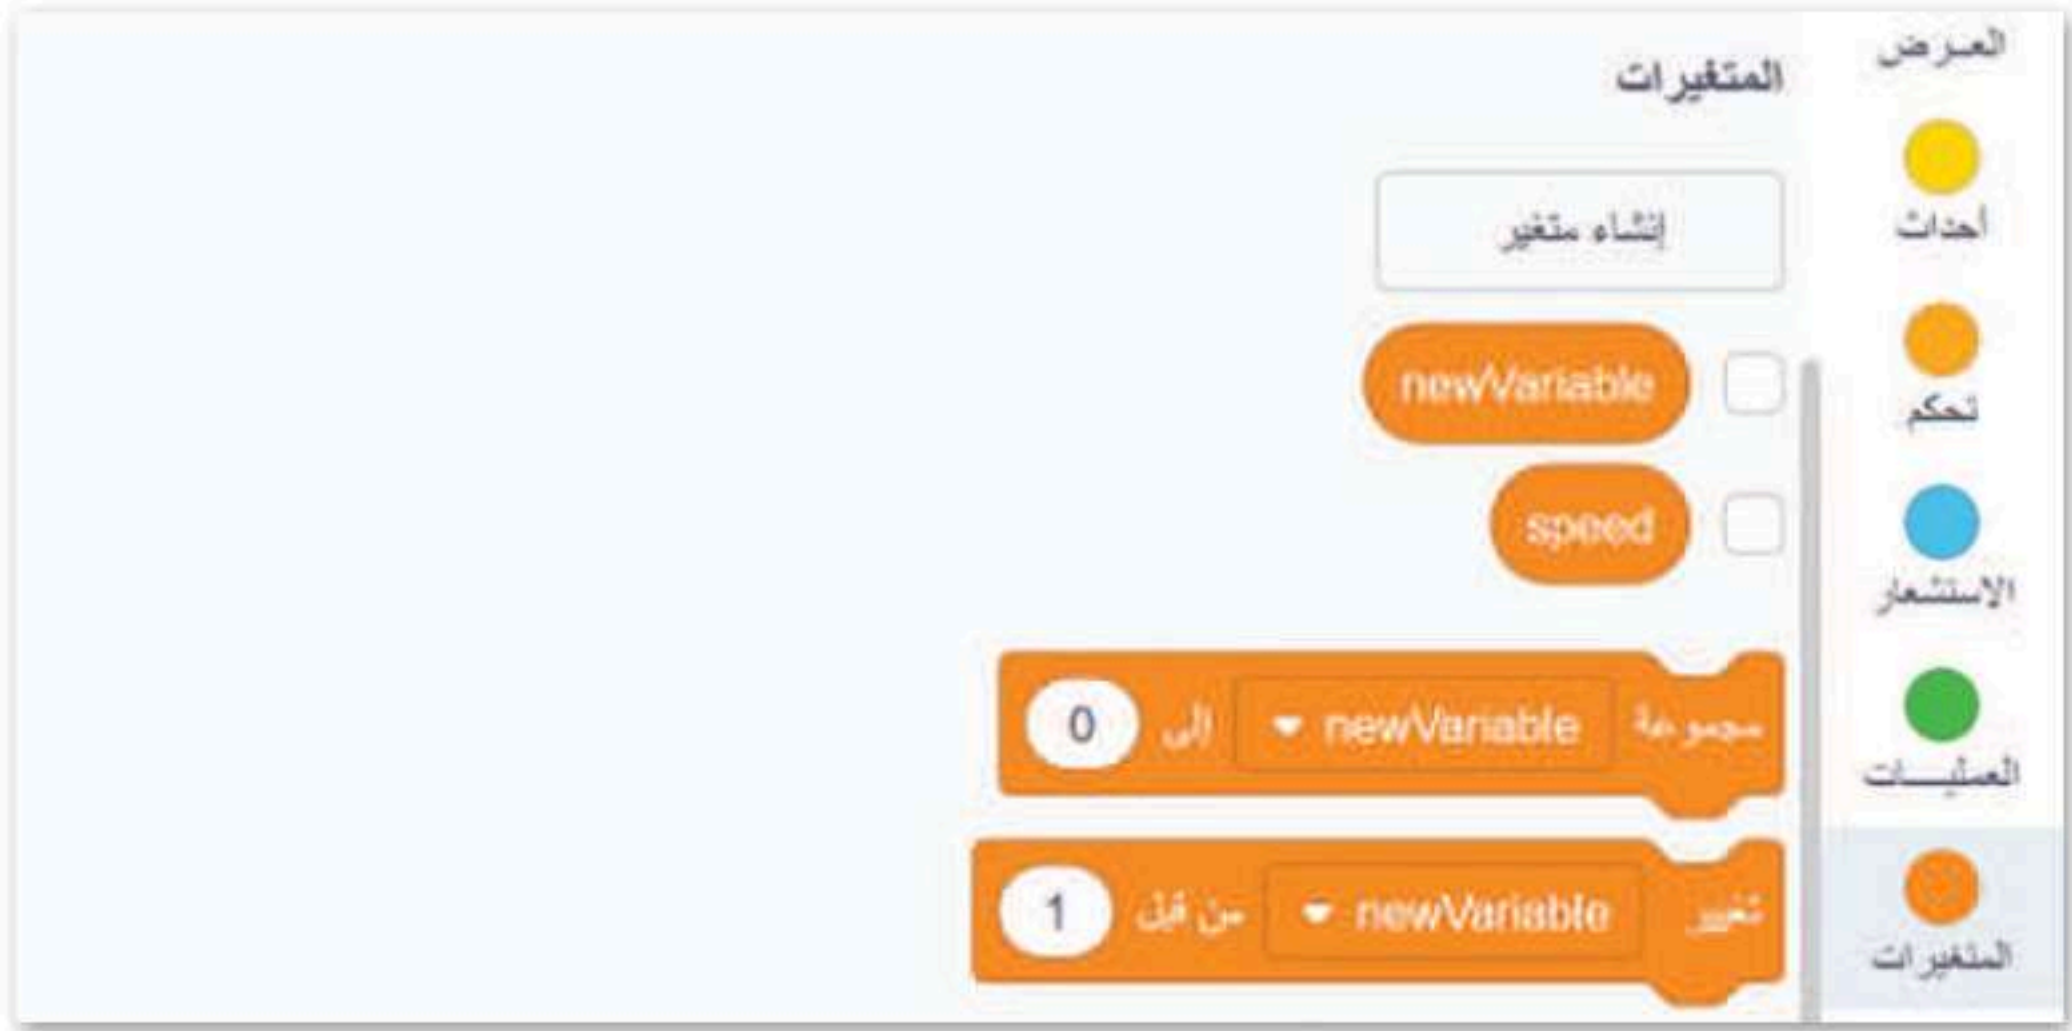 العرض
أحداث
تحكم
الاستشعار
العمليات
المتغيرات
المتغيرات
إنشاء متغير
newVariable
speed
مجموعة newVariable إلى 0
تغيير newVariable من قبل 1